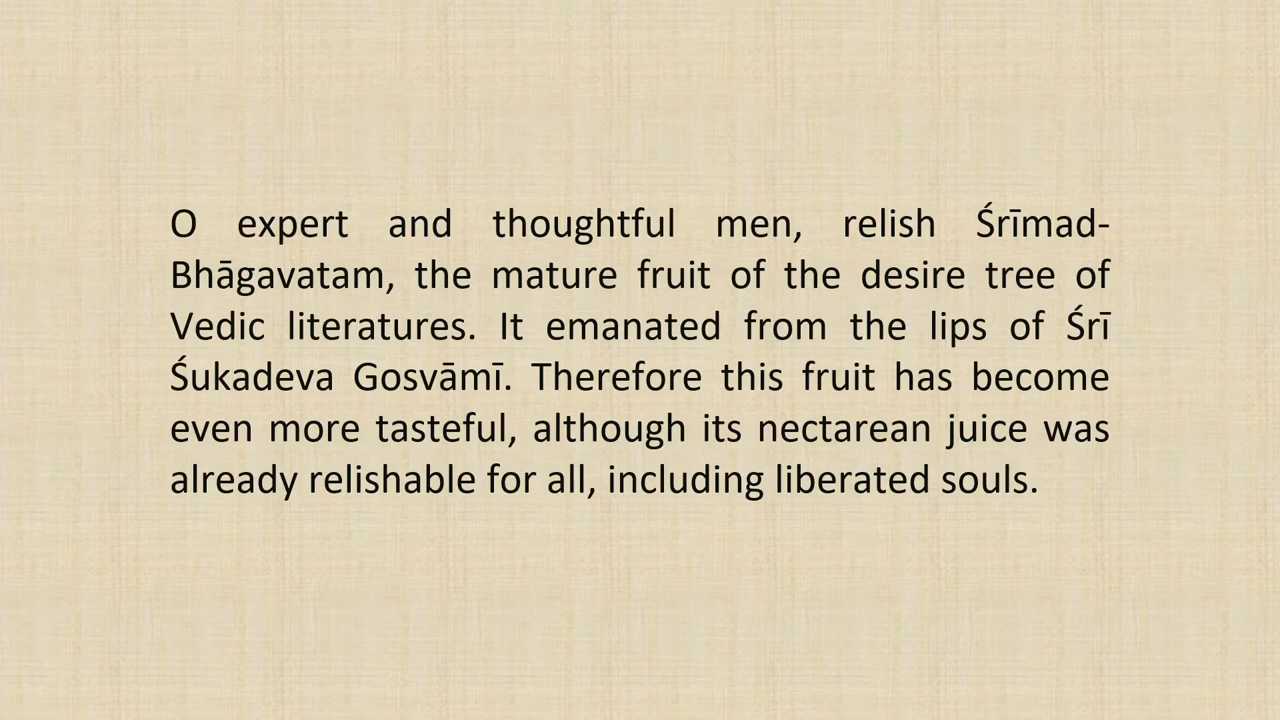 O expert and thoughtful men, relish Śrīmad-
Bhāgavatam, the mature fruit of the desire tree of
Vedic literatures. It emanated from the lips of Śrī
Śukadeva Gosvāmī. Therefore this fruit has become
even more tasteful, although its nectarean juice was
already relishable for all, including liberated souls.